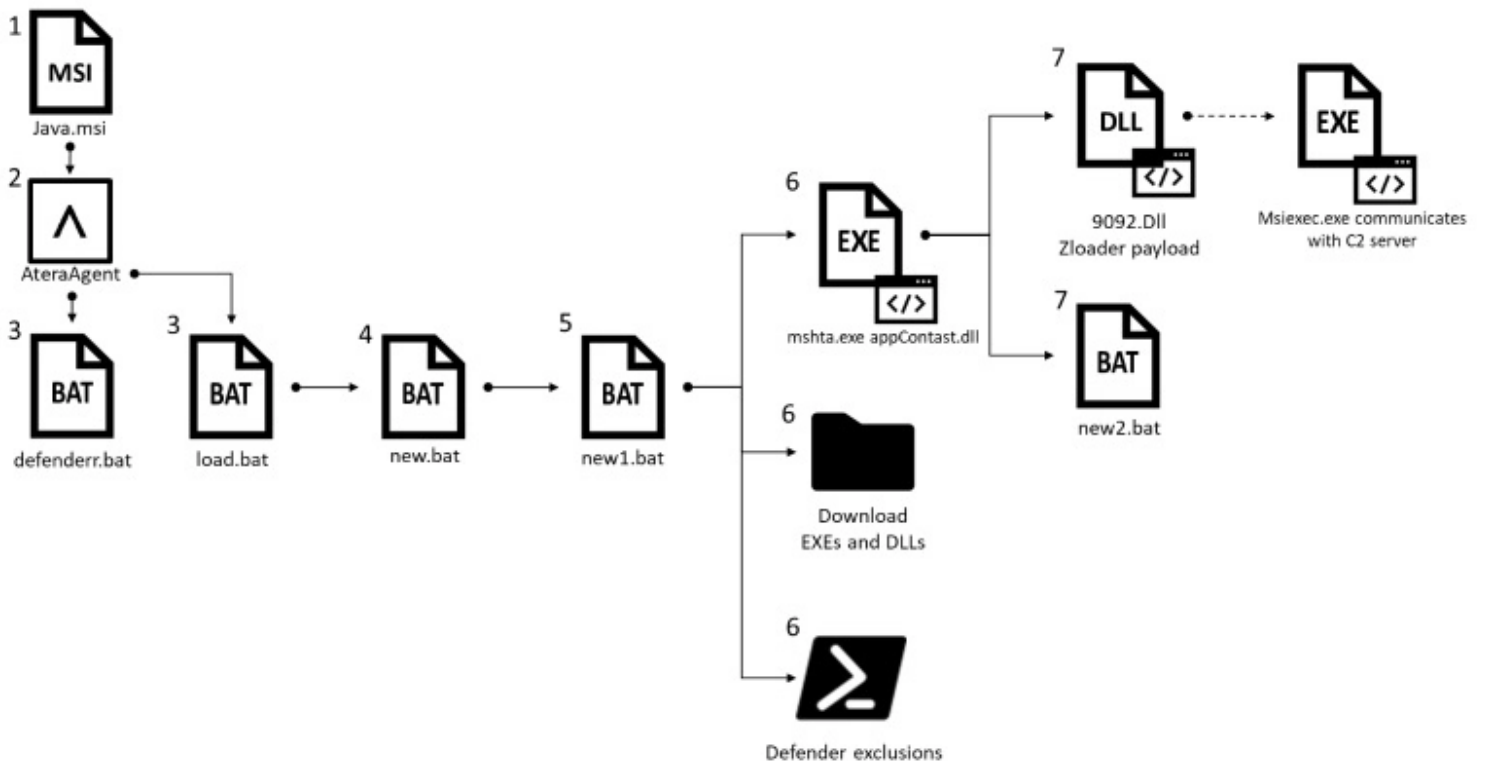 1
MSI
Java.msi
2
AteraAgent
3
BAT
defenderr.bat
3
BAT
load.bat
4
BAT
new.bat
5
BAT
new1.bat
6
EXE
</>
mshta.exe appContast.dll
6
Download
EXEs and DLLs
6
Defender exclusions
7
DLL
</>
9092.Dll
Zloader payload
EXE
</>
Msiexec.exe communicates
with C2 server
7
BAT
new2.bat